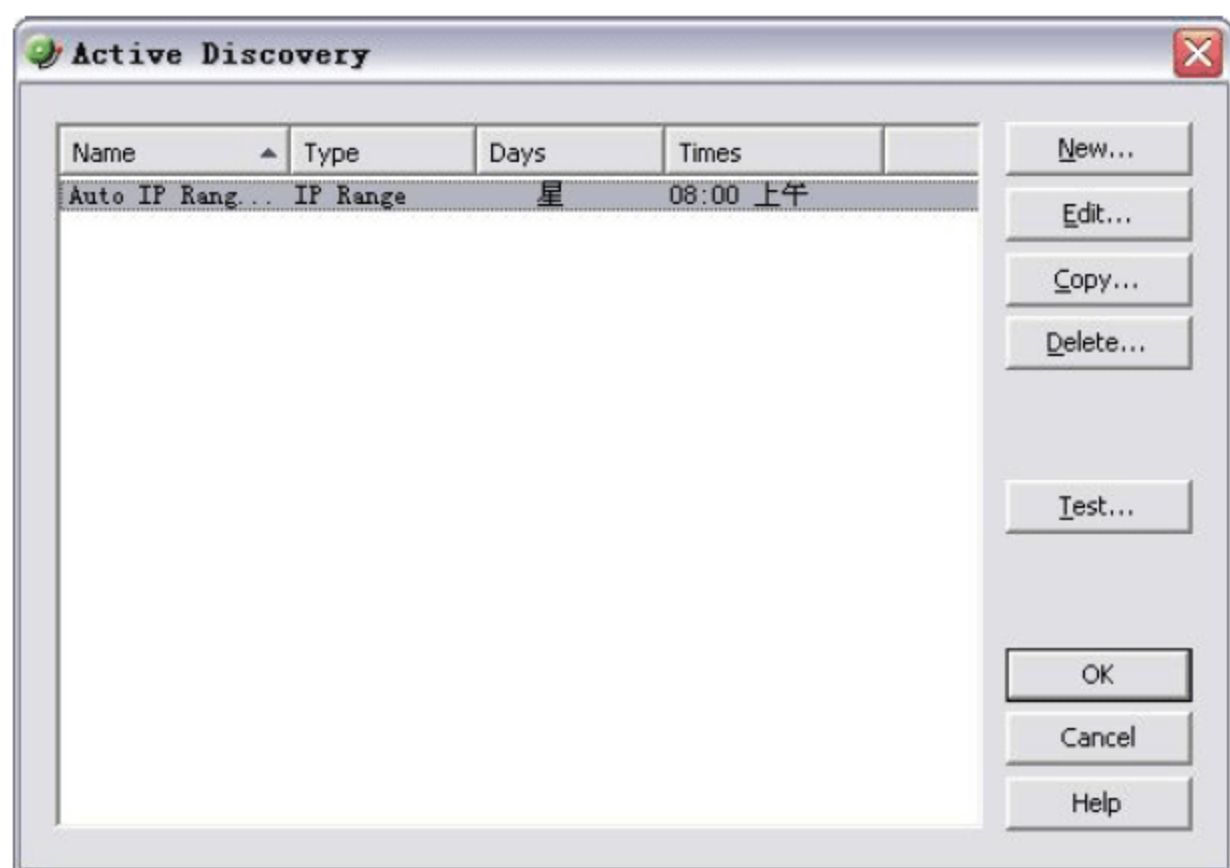 Active Discovery
Name Type Days Times
Auto IP Rang... IP Range 星 08:00 上午
New...
Edit...
Copy...
Delete...
Test...
OK
Cancel
Help